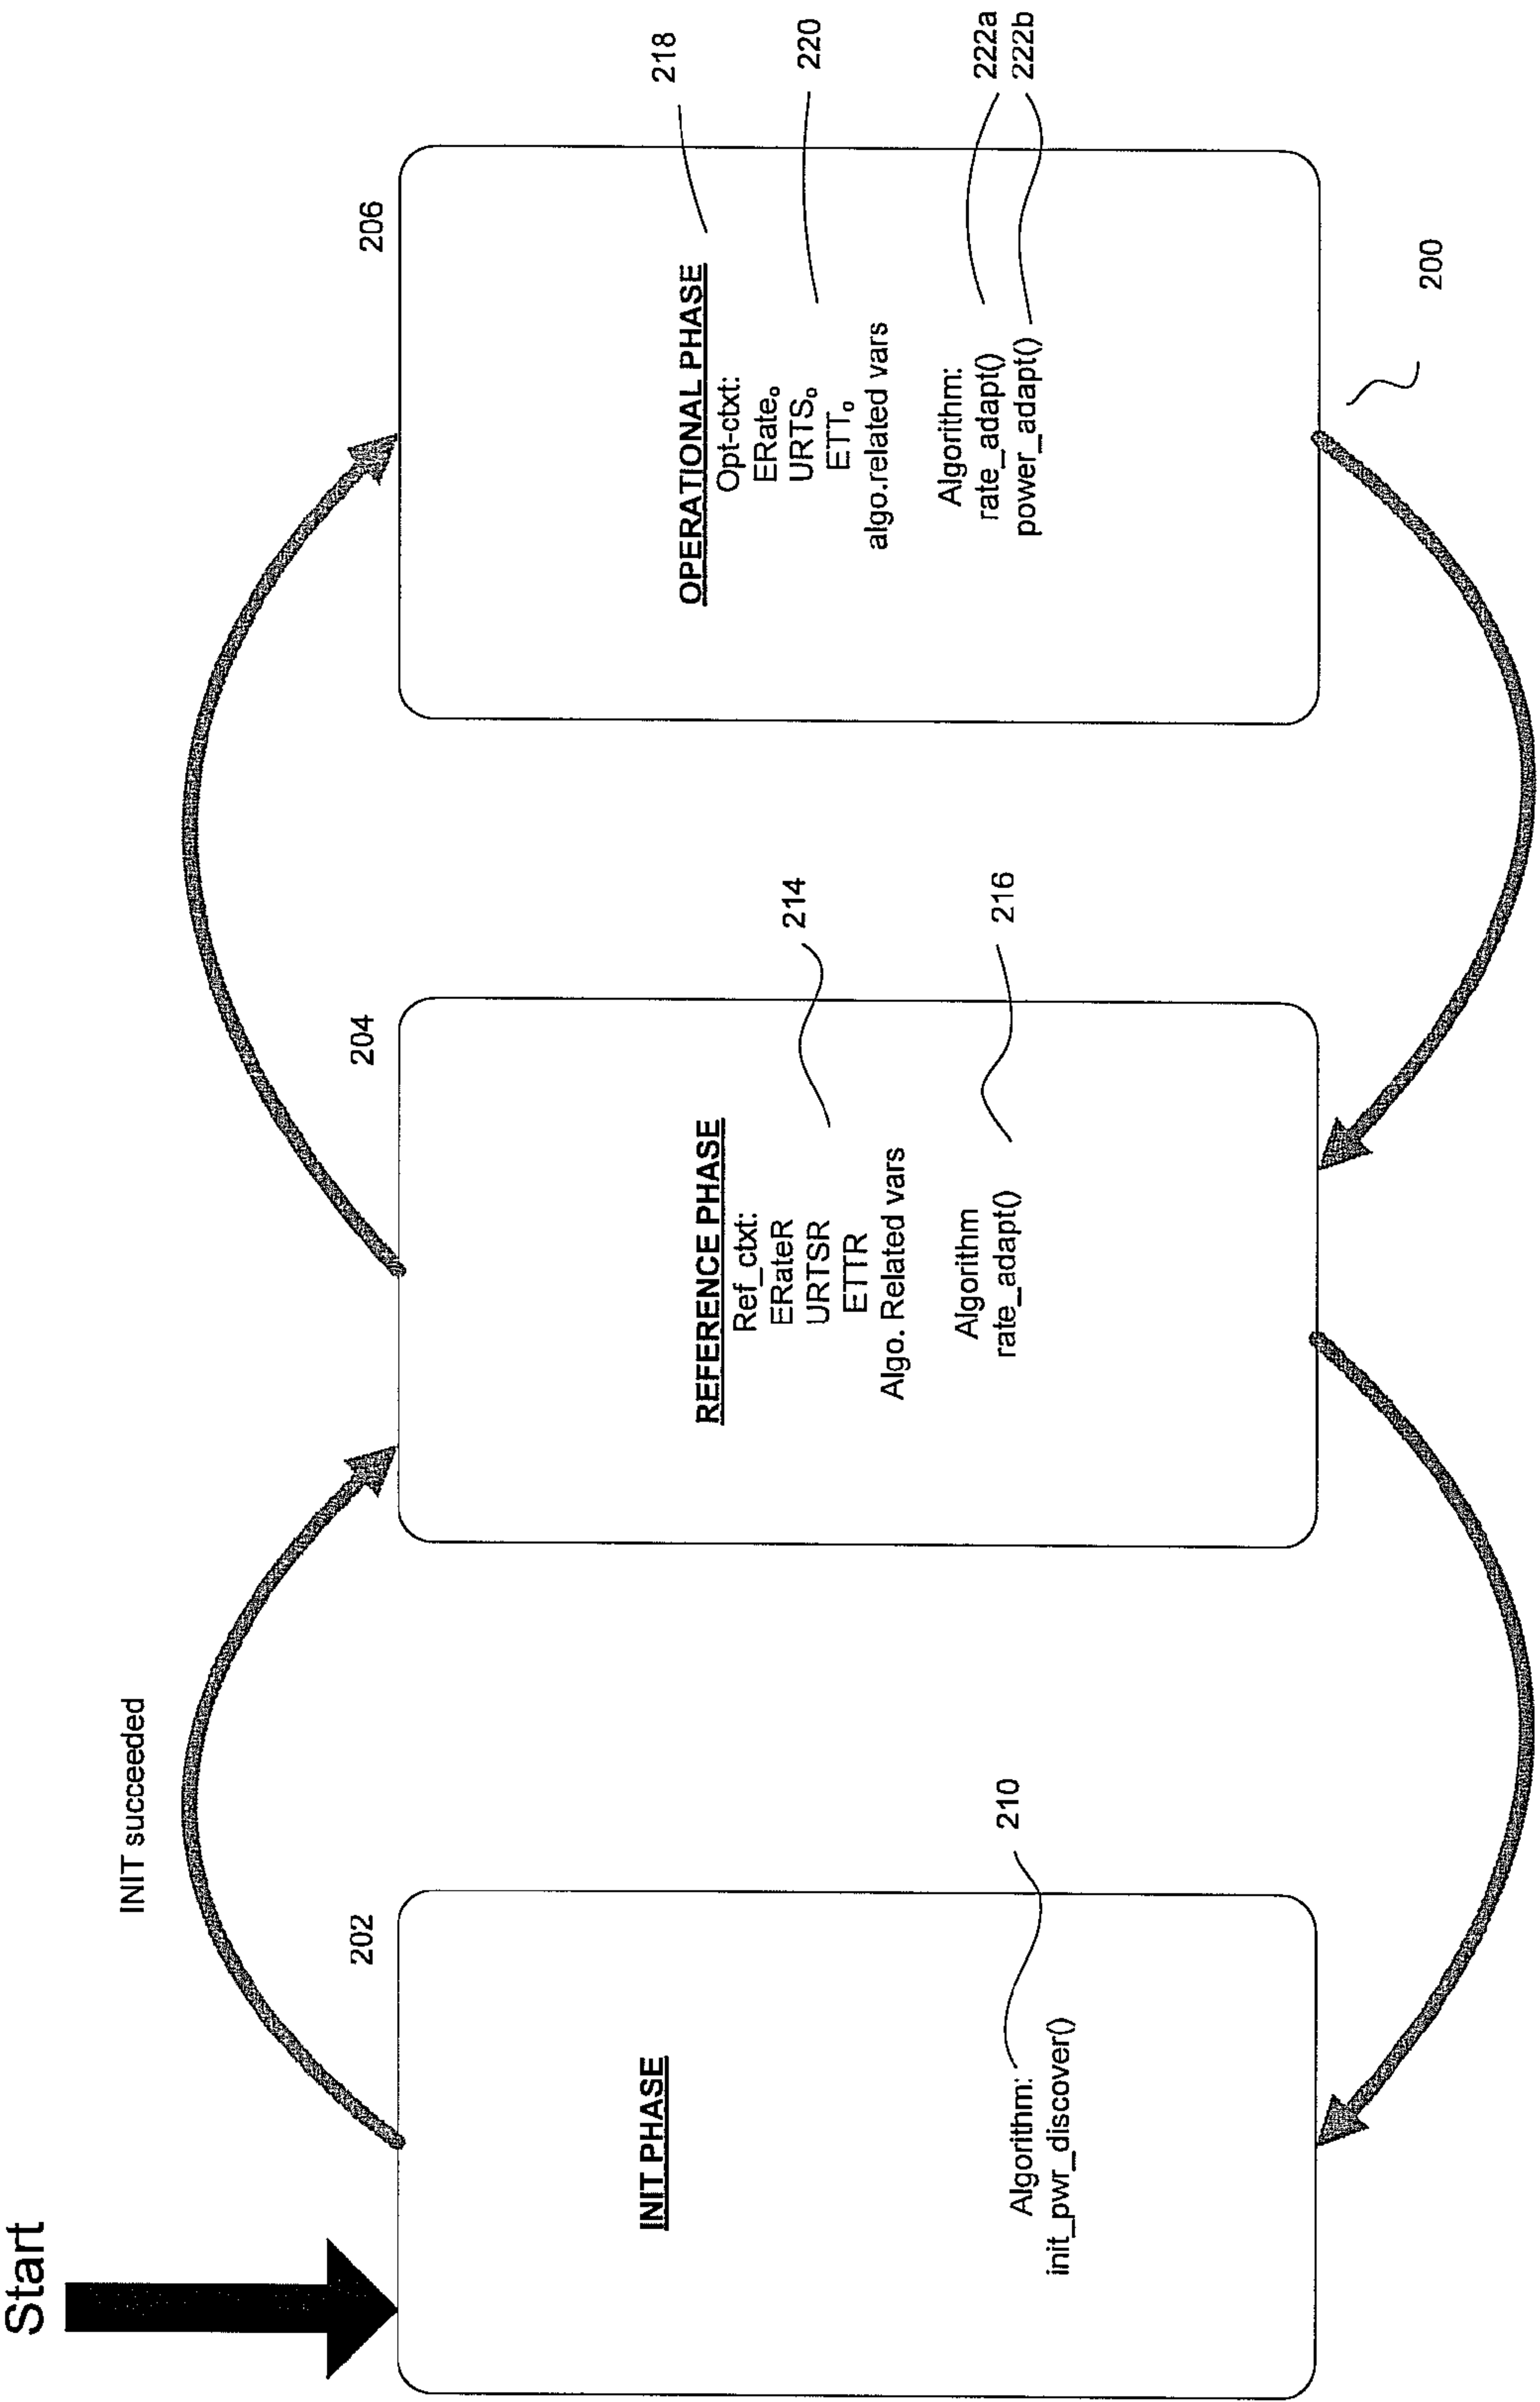 Start
INIT succeeded
202
INIT PHASE
Algorithm:
init_pwr_discover()
210
204
REFERENCE PHASE
Ref_ctxt:
ERateR
URTSR
ETTR
Algo. Related vars
Algorithm
rate_adapt()
214
216
206
OPERATIONAL PHASE
Opt-ctxt:
ERateₒ
URTSₒ
ETTₒ
algo.related vars
Algorithm:
rate_adapt()
power_adapt()
218
220
222a
222b
200